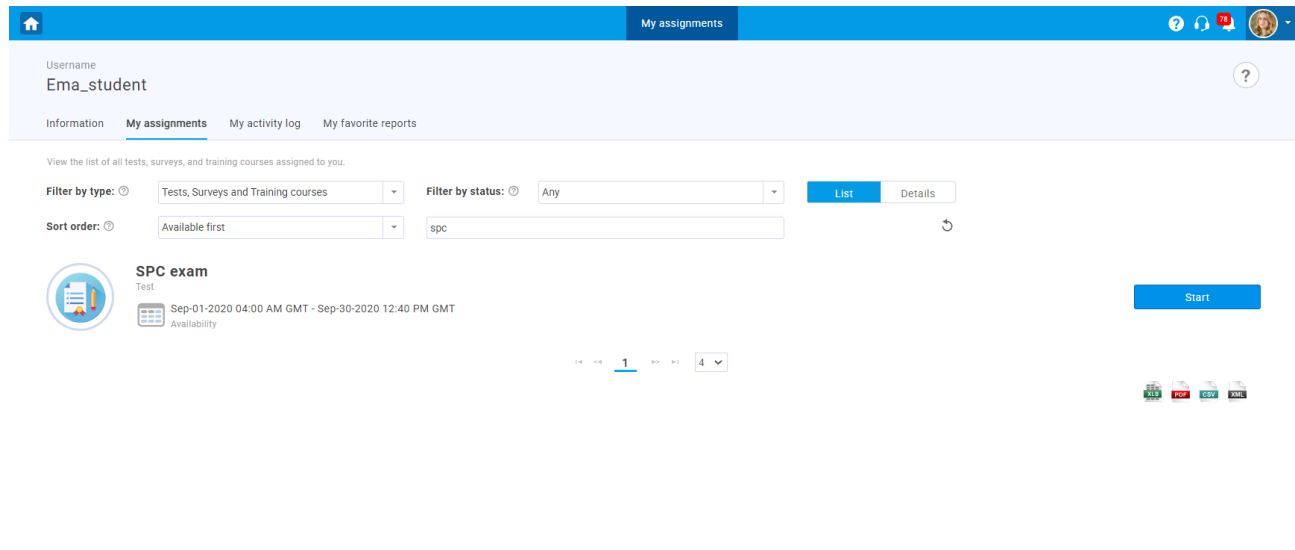 My assignments
78
Username
Ema_student
Information My assignments My activity log My favorite reports
View the list of all tests, surveys, and training courses assigned to you.
Filter by type: Tests, Surveys and Training courses Filter by status: Any List Details
Sort order: Available first spc
SPC exam
Test
Sep-01-2020 04:00 AM GMT - Sep-30-2020 12:40 PM GMT
Availability
Start
1 4
XLS PDF CSV XML